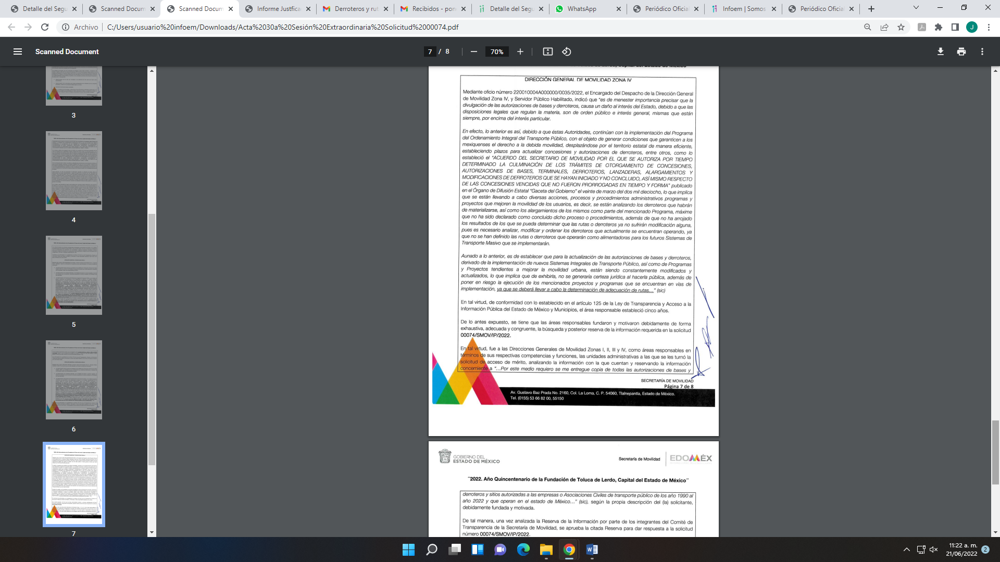 Detalle del Segu
Scanned Docum
Scanned Docum
Informe Justfica
Derroteros y rut
Recibidos - pon
Detalle del Segu
WhatsApp
Periódico Oficial
Infoem | Somos
Periódico Oficial
Archivo
C:/Users/usuario%20infoem/Downloads/Acta%2030a%20Sesión%20Extraordinaria%20Solicitud%2000074.pdf
J
Scanned Document
7 / 8
70%
3
4
5
6
7
DIRECCIÓN GENERAL DE MOVILIDAD ZONA IV
Mediante oficio número 220010004A000000/0035/2022, el Encargado del Despacho de la Dirección General
de Movilidad Zona IV, y Servidor Público Habilitado, indicó que "es de menester importancia precisar que la
divulgación de las autorizaciones de bases y derroteros, causa un daño al interés del Estado, debido a que las
disposiciones legales que regulan la materia, son de orden público e interés general, mismas que están
siempre, por encima del interés particular.
En efecto, lo anterior es así, debido a que éstas Autoridades, continúan con la implementación del Programa
del Ordenamiento Integral del Transporte Público, con el objeto de generar condiciones que garanticen a los
mexiquenses el derecho a la debida movilidad, desplazándose por el territorio estatal de manera eficiente,
estableciendo plazos para actualizar concesiones y autorizaciones de derroteros, entre otros, como lo
estableció el "ACUERDO DEL SECRETARIO DE MOVILIDAD POR EL QUE SE AUTORIZA POR TIEMPO
DETERMINADO LA CULMINACIÓN DE LOS TRÁMITES DE OTORGAMIENTO DE CONCESIONES,
AUTORIZACIONES DE BASES, TERMINALES, DERROTEROS, LANZADERAS, ALARGAMIENTOS Y
MODIFICACIONES DE DERROTEROS QUE SE HAYAN INICIADO Y NO CONCLUIDO, ASÍ MISMO RESPECTO
DE LAS CONCESIONES VENCIDAS QUE NO FUERON PRORROGADAS EN TIEMPO Y FORMA" publicado
en el Órgano de Difusión Estatal "Gaceta del Gobierno" el veinte de marzo del dos mil dieciocho, lo que implica
que se están llevando a cabo diversas acciones, procesos y procedimientos administrativos programas y
proyectos que mejoren la movilidad de los usuarios, es decir, se están analizando los derroteros que habrán
de materializarse, así como los alargamientos de los mismos como parte del mencionado Programa, máxime
que no ha sido declarado como concluido dicho proceso o procedimientos, además de que no ha arrojado
los resultados de los que se pueda determinar que las rutas o derroteros ya no sufrirán modificación alguna,
pues es necesario analizar, modificar y ordenar los derroteros que actualmente se encuentran operando, ya
que no se han definido las rutas o derroteros que operarán como alimentadoras para los futuros Sistemas de
Transporte Masivo que se implementarán.
Aunado a lo anterior, es de establecer que para la actualización de las autorizaciones de bases y derroteros,
derivado de la implementación de nuevos Sistemas Integrales de Transporte Público, así como de Programas
y Proyectos tendientes a mejorar la movilidad urbana, están siendo constantemente modificados y
actualizados, lo que implica que de exhibirla, no se generaría certeza jurídica al hacerla pública, además de
poner en riesgo la ejecución de los mencionados proyectos y programas que se encuentran en vías de
implementación, ya que se deberá llevar a cabo la determinación de adecuación de rutas..." (sic)
En tal virtud, de conformidad con lo establecido en el artículo 125 de la Ley de Transparencia y Acceso a la
Información Pública del Estado de México y Municipios, el área responsable estableció cinco años.
De lo antes expuesto, se tiene que las áreas responsables fundaron y motivaron debidamente de forma
exhaustiva, adecuada y congruente, la búsqueda y posterior reserva de la información requerida en la solicitud
00074/SMOV/IP/2022.
En tal virtud, fue a las Direcciones Generales de Movilidad Zonas I, II, III y IV, como áreas responsables en
términos de sus respectivas competencias y funciones, las unidades administrativas a las que se les turnó la
solicitud de acceso de mérito, analizando la información con la que cuentan y reservando la información
concerniente a "...Por este medio requiero se me entregue copia de todas las autorizaciones de bases y
SECRETARÍA DE MOVILIDAD
Página 7 de 8
Av. Gustavo Baz Prada No. 2160, Col. La Loma, C. P. 54060, Tlalnepantla, Estado de México.
Tel. (0155) 53 66 82 00, 55150
GOBIERNO DEL
ESTADO DE MÉXICO
Secretaría de Movilidad
EDOMÉX
"2022. Año Quincentenario de la Fundación de Toluca de Lerdo, Capital del Estado de México"
derroteros y sitios autorizadas a las empresas o Asociaciones Civiles de transporte público de los año 1990 al
año 2022 y que operan en el estado de México..." (sic), según la propia descripción del (la) solicitante,
debidamente fundada y motivada.
De tal manera, una vez analizada la Reserva de la Información por parte de los integrantes del Comité de
Transparencia de la Secretaría de Movilidad, se aprueba la citada Reserva para dar respuesta a la solicitud
número 00074/SMOV/IP/2022.
11:22 a. m.
21/06/2022
2